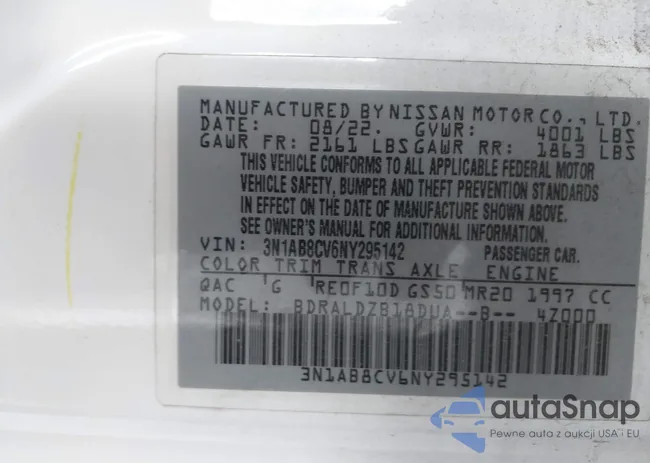 MANUFACTURED BY NISSAN MOTOR CO., LTD.
DATE: 08/22. GVWR: 4001 LBS
GAWR FR: 2161 LBS GAWR RR: 1863 LBS
THIS VEHICLE CONFORMS TO ALL APPLICABLE FEDERAL MOTOR
VEHICLE SAFETY, BUMPER AND THEFT PREVENTION STANDARDS
IN EFFECT ON THE DATE OF MANUFACTURE SHOWN ABOVE.
SEE OWNER'S MANUAL FOR ADDITIONAL INFORMATION.
VIN: 3N1AB8CV6NY295142 PASSENGER CAR.
COLOR TRIM TRANS AXLE ENGINE
QAC G RE0F10D GS50 MR20 1997 CC
MODEL: BDRALDZB18DUA--B-- 4Z000
3N1AB8CV6NY295142
autaSnap
Pewne auta z aukcji USA i EU